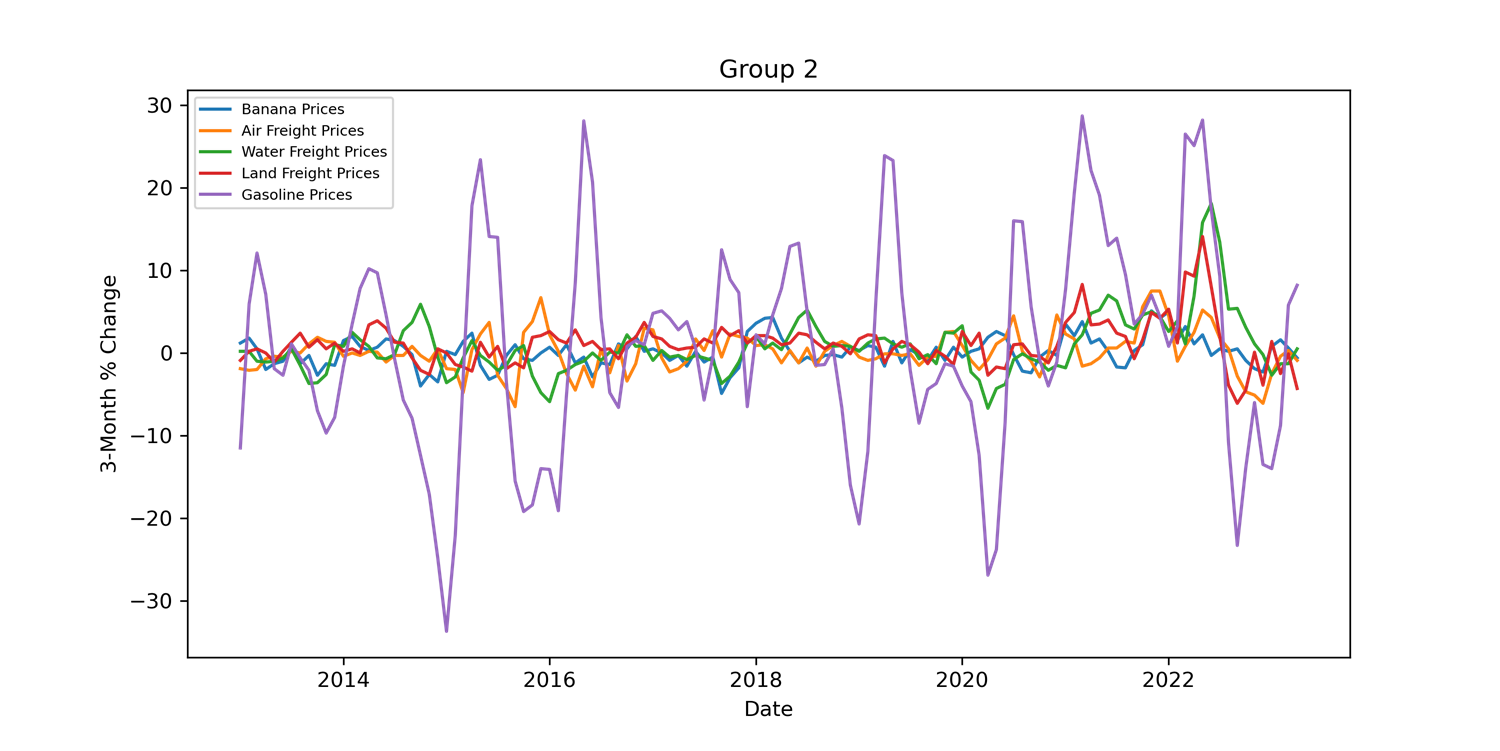 Group 2
Banana Prices
Air Freight Prices
Water Freight Prices
Land Freight Prices
Gasoline Prices
3-Month % Change
30
20
10
0
−10
−20
−30
2014
2016
2018
2020
2022
Date